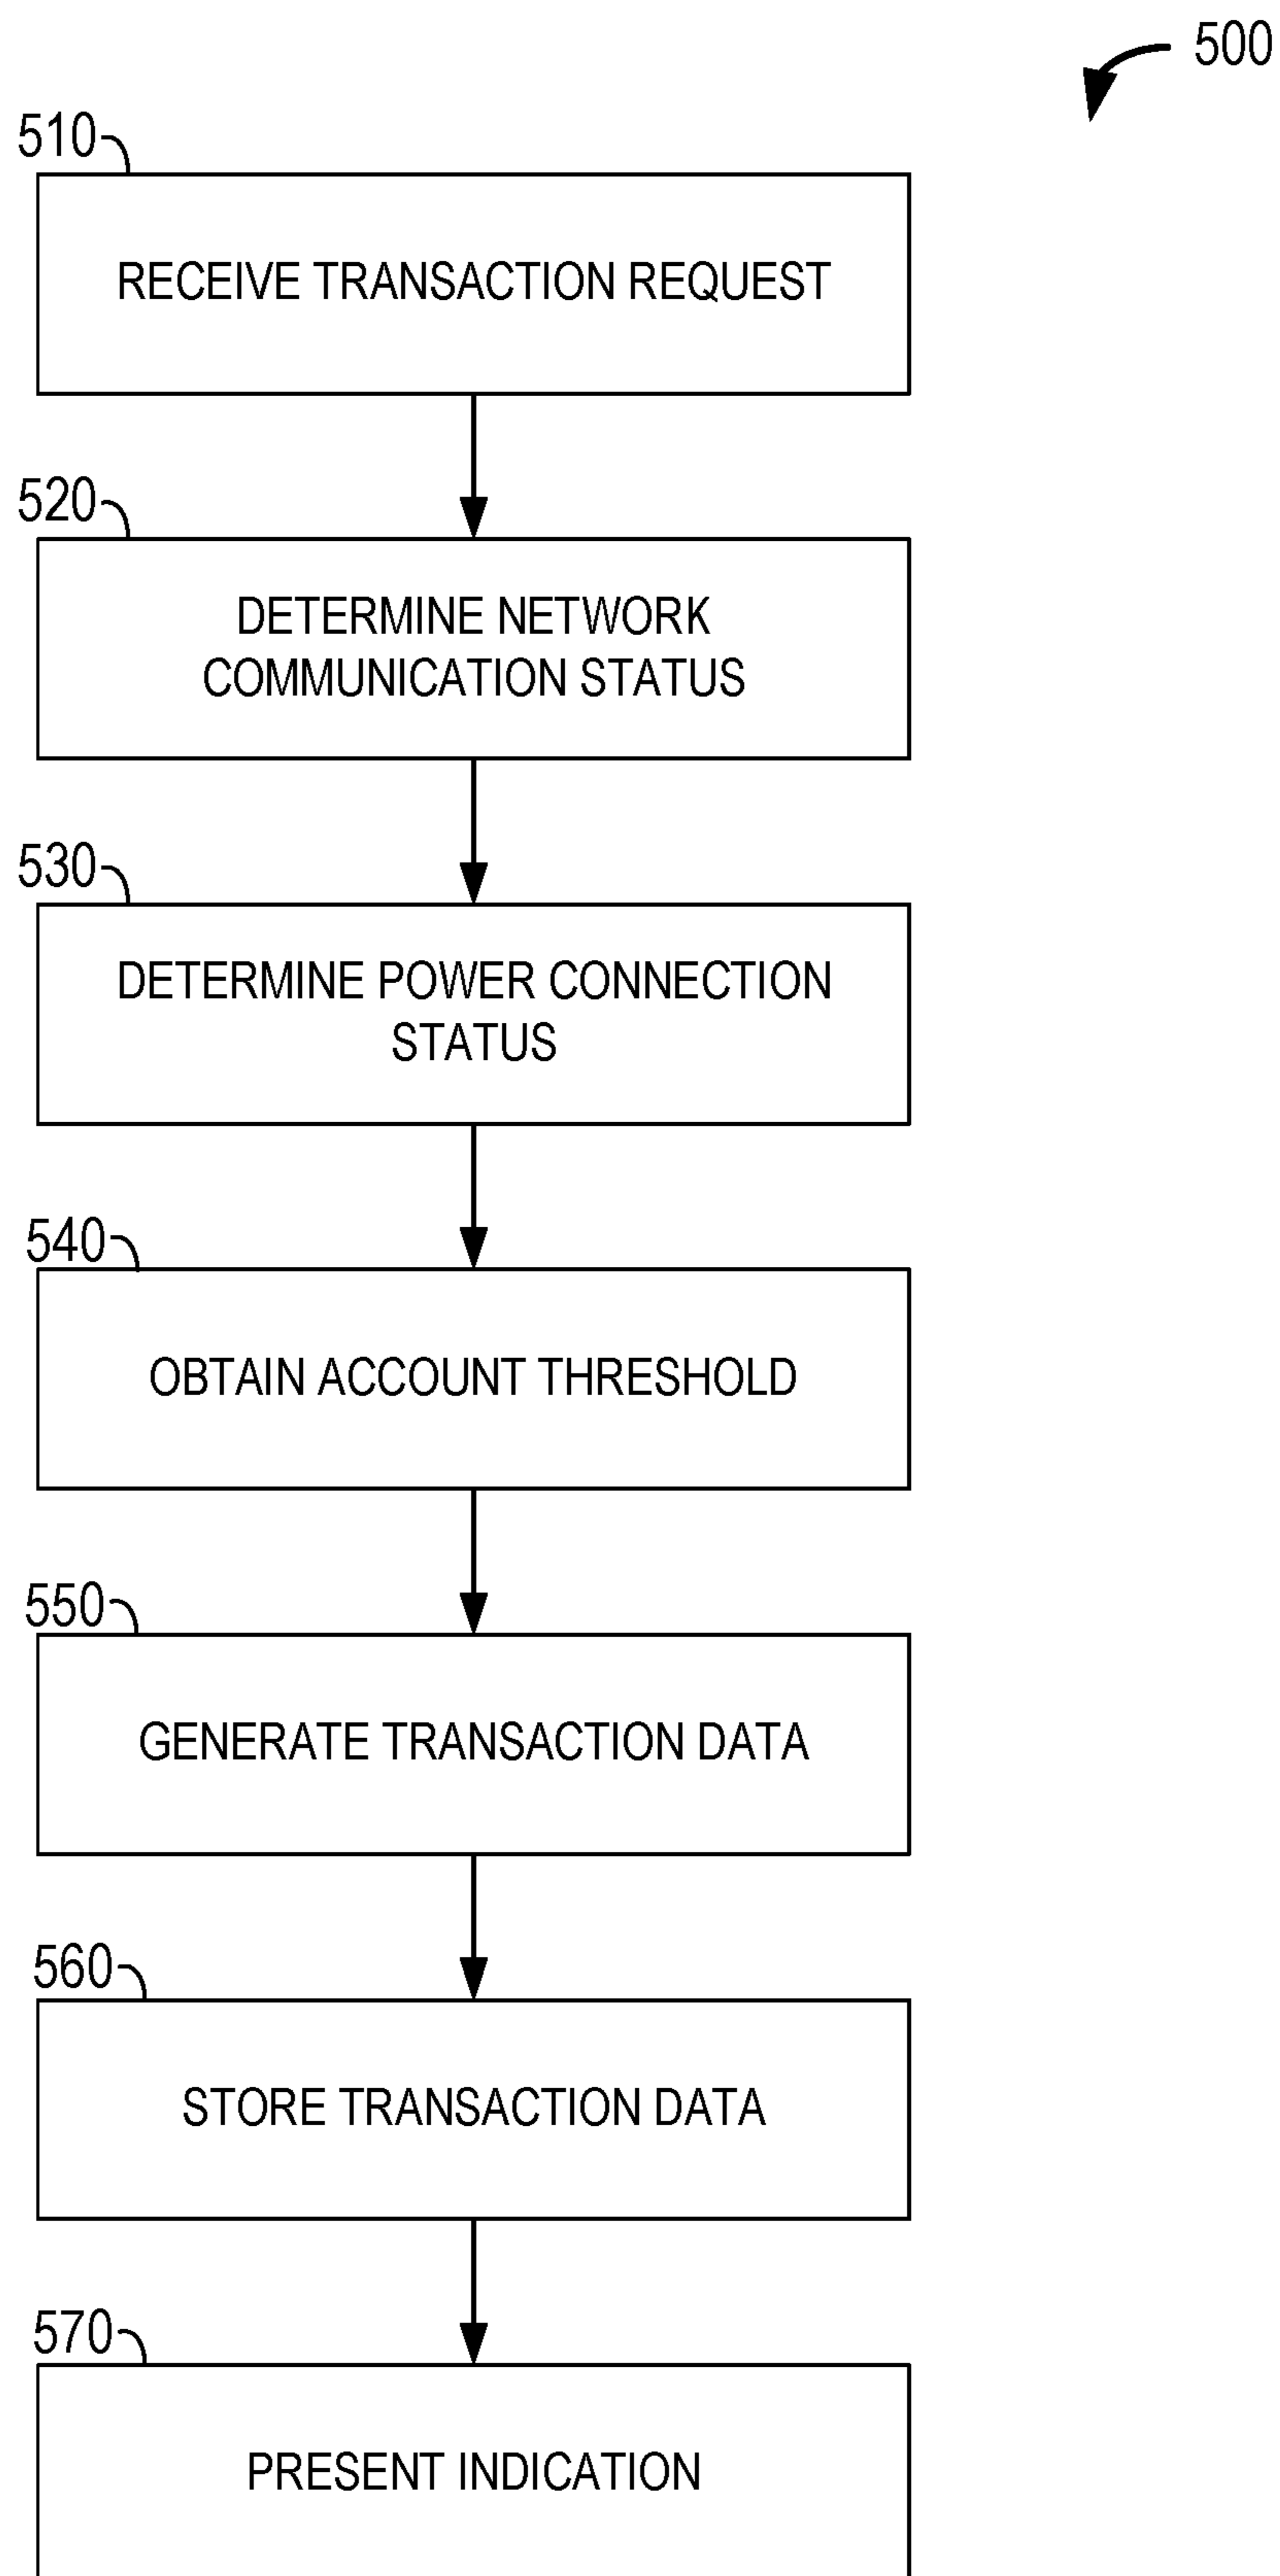 500
510
RECEIVE TRANSACTION REQUEST
520
DETERMINE NETWORK
COMMUNICATION STATUS
530
DETERMINE POWER CONNECTION
STATUS
540
OBTAIN ACCOUNT THRESHOLD
550
GENERATE TRANSACTION DATA
560
STORE TRANSACTION DATA
570
PRESENT INDICATION